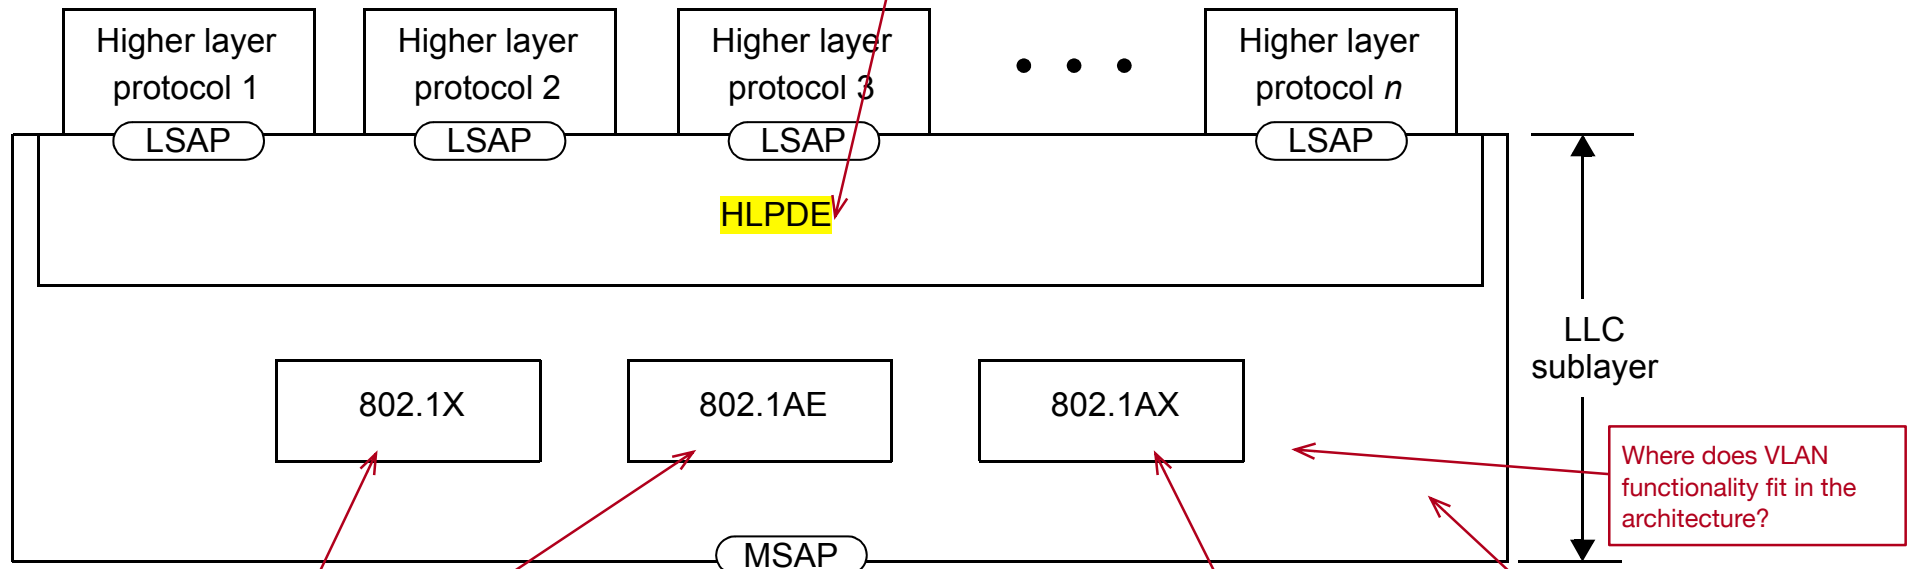 Higher layer
protocol 1
Higher layer
protocol 2
Higher layer
protocol 3
• • •
Higher layer
protocol n
LSAP
LSAP
LSAP
LSAP
HLPDE
LLC
sublayer
802.1X
802.1AE
802.1AX
Where does VLAN
functionality fit in the
architecture?
MSAP